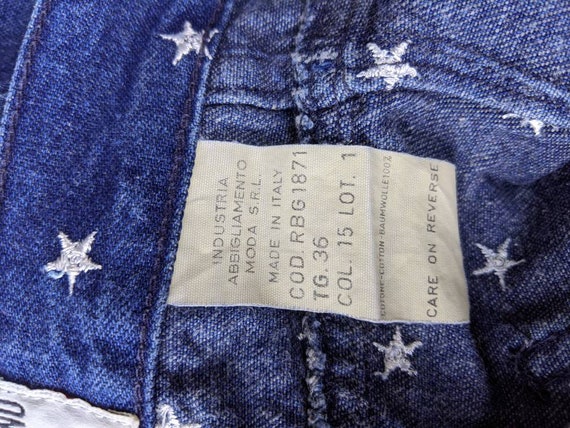 INDUSTRIA
ABBIGLIAMENTO
MODA S.R.L.
MADE IN ITALY
COD. RBG1871
TG. 36
COL. 15 LOT. 1
COTONE-COTTON-BAUMWOLLE100%
CARE ON REVERSE